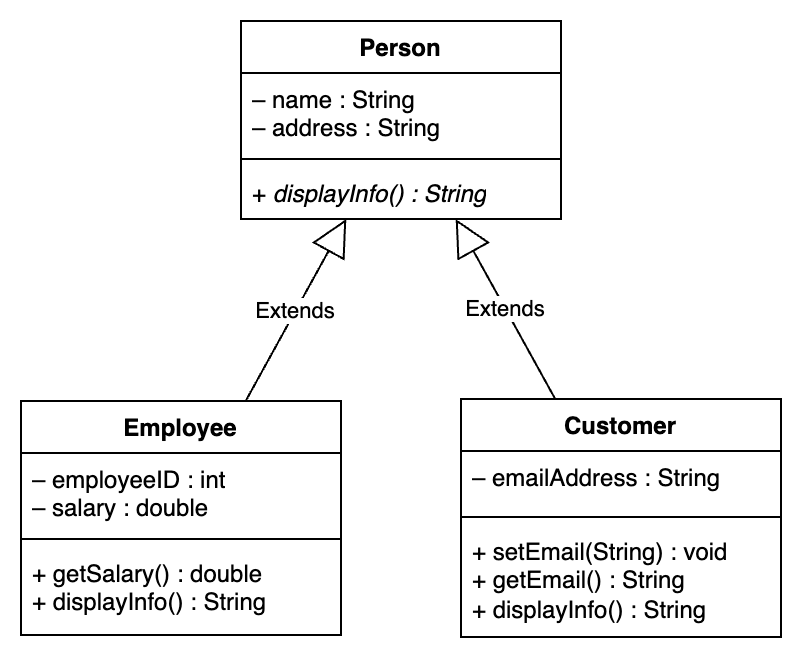 Person
– name : String
– address : String
+ displayInfo() : String
Extends
Extends
Employee
– employeeID : int
– salary : double
+ getSalary() : double
+ displayInfo() : String
Customer
– emailAddress : String
+ setEmail(String) : void
+ getEmail() : String
+ displayInfo() : String